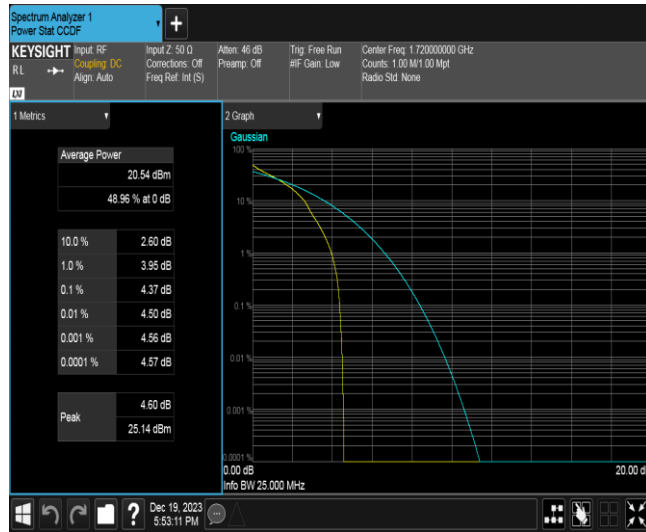 Spectrum Analyzer 1
Power Stat CCDF
+
KEYSIGHT
Input: RF
Coupling: DC
Align: Auto
Input Z: 50 Ω
Corrections: Off
Freq Ref: Int (S)
Atten: 46 dB
Preamp: Off
Trig: Free Run
#IF Gain: Low
Center Freq: 1.720000000 GHz
Counts: 1.00 M/1.00 Mpt
Radio Std: None
R L
LXI
1 Metrics
Average Power
20.54 dBm
48.96 % at 0 dB
10.0 % 2.60 dB
1.0 % 3.95 dB
0.1 % 4.37 dB
0.01 % 4.50 dB
0.001 % 4.56 dB
0.0001 % 4.57 dB
Peak
4.60 dB
25.14 dBm
2 Graph
Gaussian
100 %
10 %
1 %
0.1 %
0.01 %
0.001 %
0.0001 %
0.00 dB
20.00 d
Info BW 25.000 MHz
?
Dec 19, 2023
5:53:11 PM